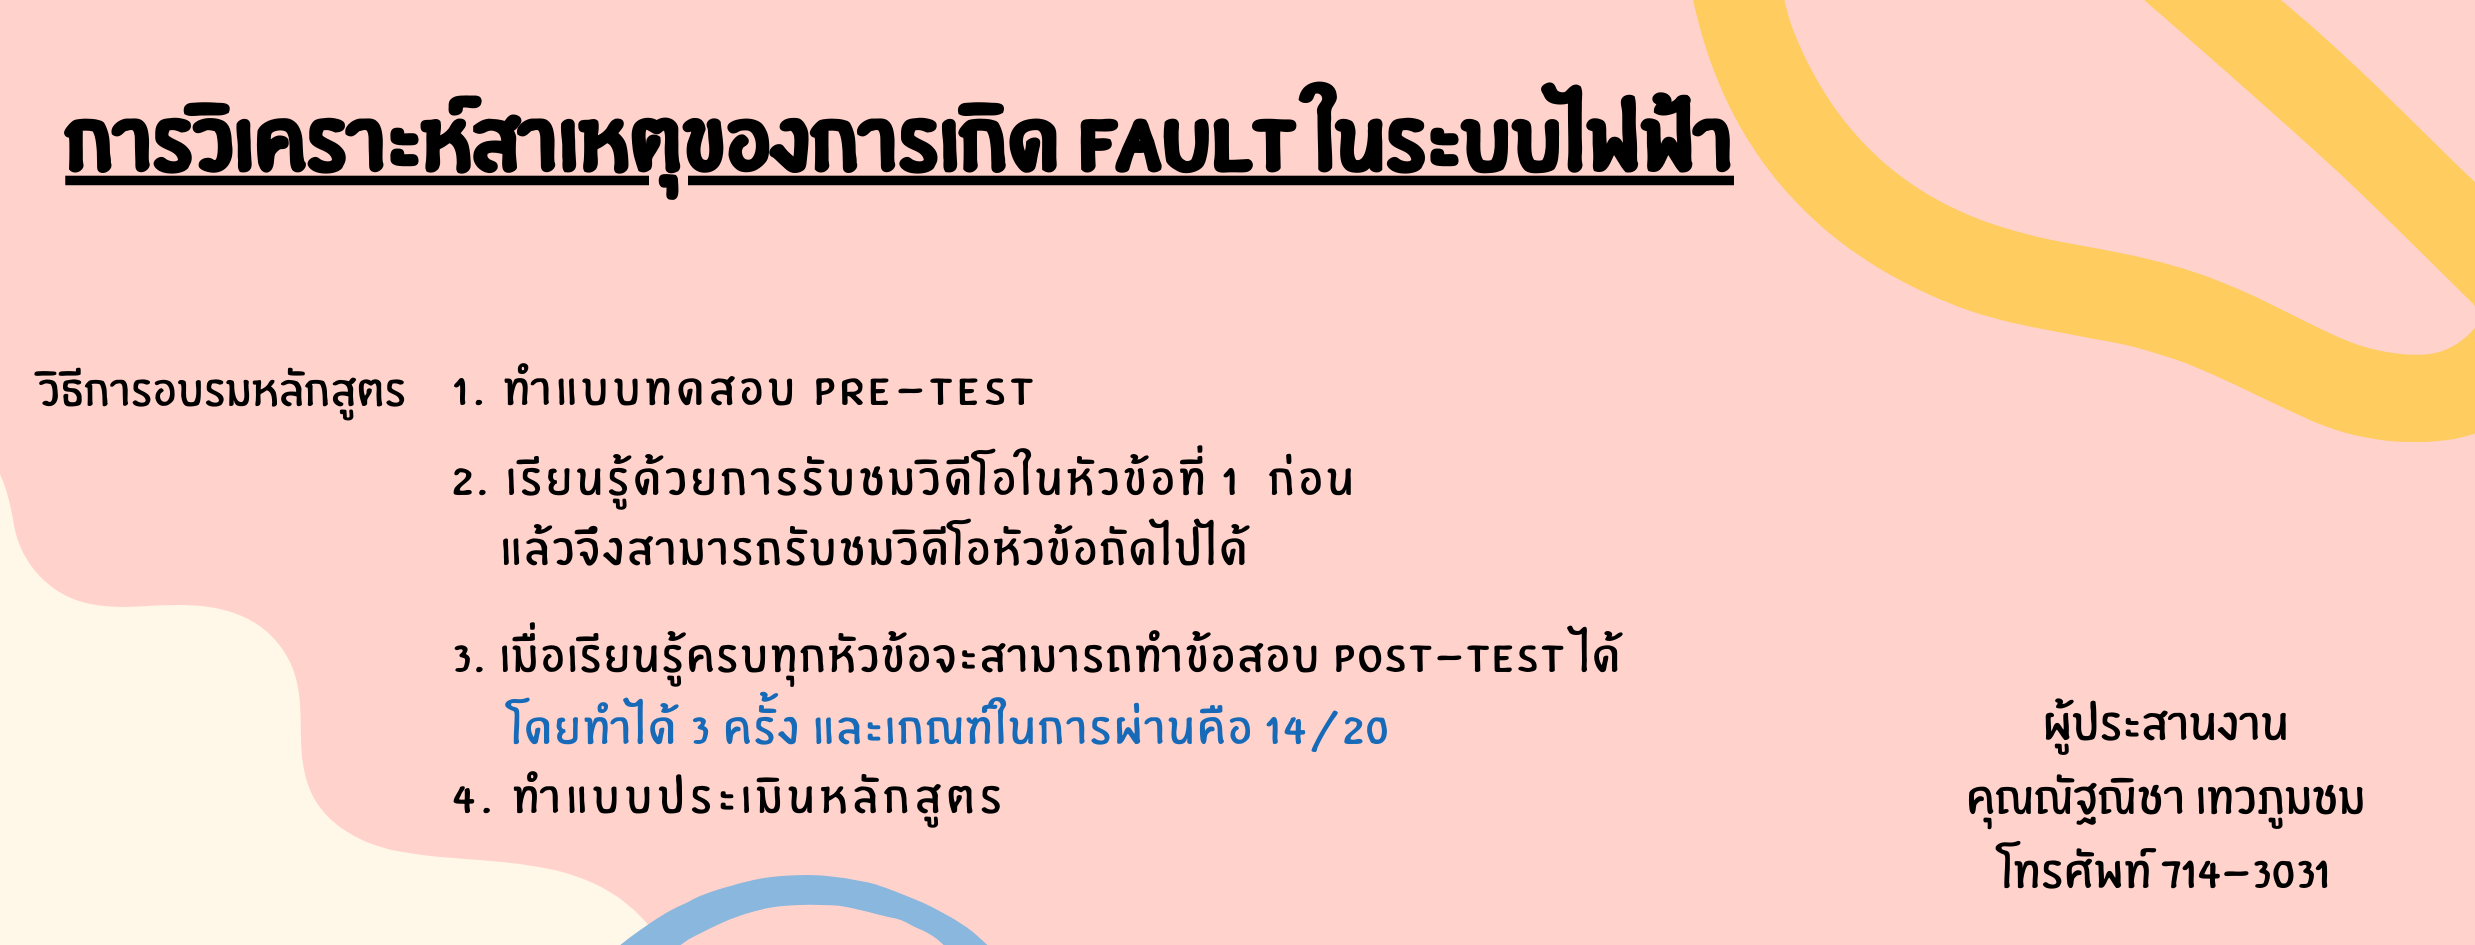 การวิเคราะห์สาเหตุของการเกิด FAULT ในระบบไฟฟ้า
วิธีการอบรมหลักสูตร 1. ทำแบบทดสอบ PRE-TEST
2. เรียนรู้ด้วยการรับชมวิดีโอในหัวข้อที่ 1 ก่อน
แล้วจึงสามารถรับชมวิดีโอหัวข้อถัดไปได้
3. เมื่อเรียนรู้ครบทุกหัวข้อจะสามารถทำข้อสอบ POST-TEST ได้
โดยทำได้ 3 ครั้ง และเกณฑ์ในการผ่านคือ 14/20
4. ทำแบบประเมินหลักสูตร
ผู้ประสานงาน
คุณณัฐณิชา เทวภูมชม
โทรศัพท์ 714-3031